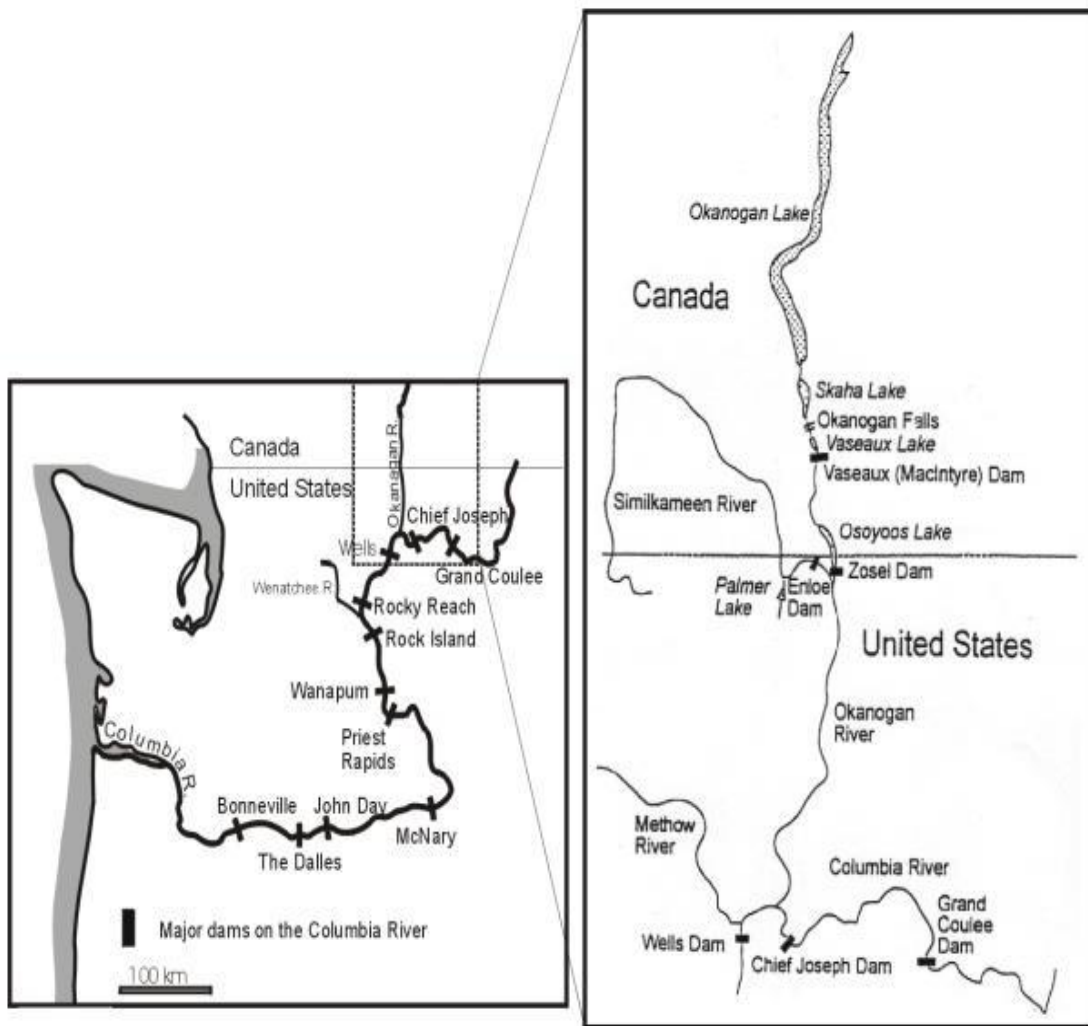 Canada
United States
Okanagan R.
Chief Joseph
Wells
Grand Coulee
Wenatchee R.
Rocky Reach
Rock Island
Wanapum
Priest
Rapids
Columbia R.
Bonneville
John Day
McNary
The Dalles
Major dams on the Columbia River
100 km
Okanogan Lake
Canada
Skaha Lake
Okanogan Falls
Vaseaux Lake
Vaseaux (MacIntyre) Dam
Similkameen River
Osoyoos Lake
Zosel Dam
Palmer
Lake
Enloe
Dam
United States
Okanogan
River
Methow
River
Columbia River
Grand
Coulee
Dam
Wells Dam
Chief Joseph Dam